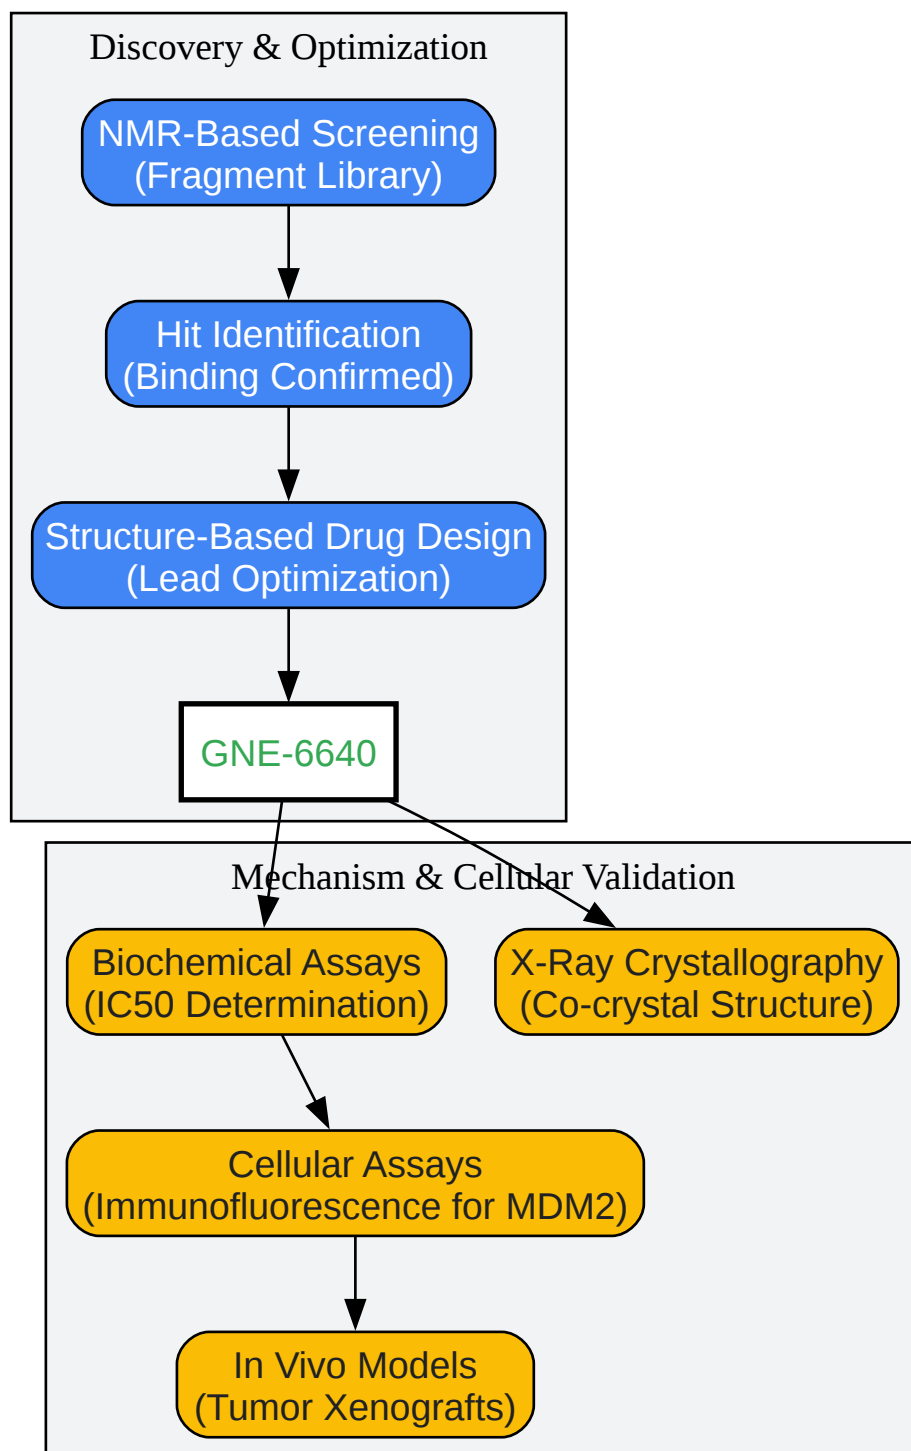 Discovery & Optimization
NMR-Based Screening
(Fragment Library)
Hit Identification
(Binding Confirmed)
Structure-Based Drug Design
(Lead Optimization)
GNE-6640
Mechanism & Cellular Validation
Biochemical Assays
(IC50 Determination)
X-Ray Crystallography
(Co-crystal Structure)
Cellular Assays
(Immunofluorescence for MDM2)
In Vivo Models
(Tumor Xenografts)